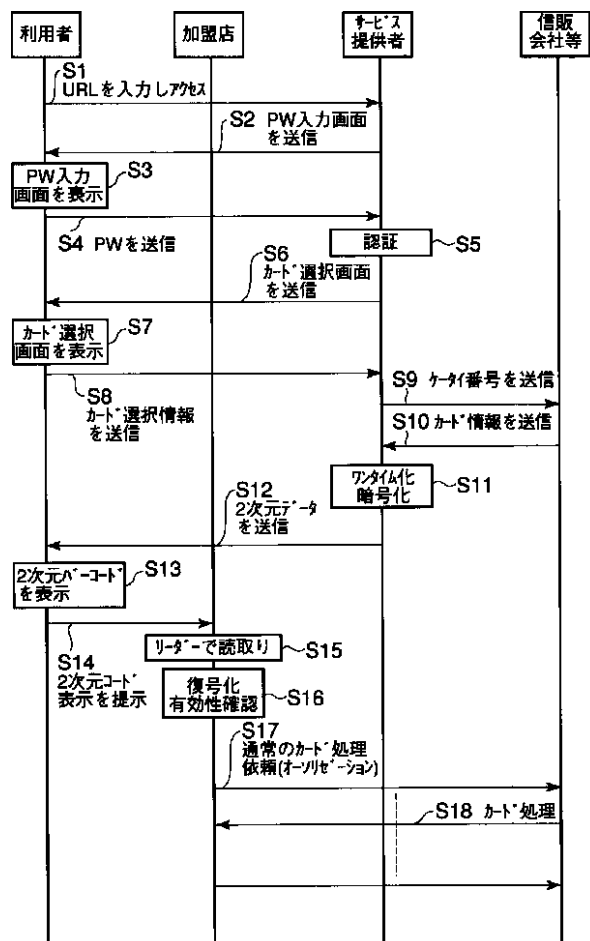 利用者
加盟店
サービス
提供者
信販
会社等
S1
URLを入力しアクセス
S2 PW入力画面
を送信
PW入力
画面を表示
S3
S4 PWを送信
認証
S5
S6
カード選択画面
を送信
カード選択
画面を表示
S7
S8
カード選択情報
を送信
S9 ケータイ番号を送信
S10 カード情報を送信
ワンタイム化
暗号化
S11
S12
2次元データ
を送信
2次元バーコード
を表示
S13
S14
2次元コード
表示を提示
リーダーで読取り
S15
復号化
有効性確認
S16
S17
通常のカード処理
依頼(オーソリゼーション)
S18 カード処理